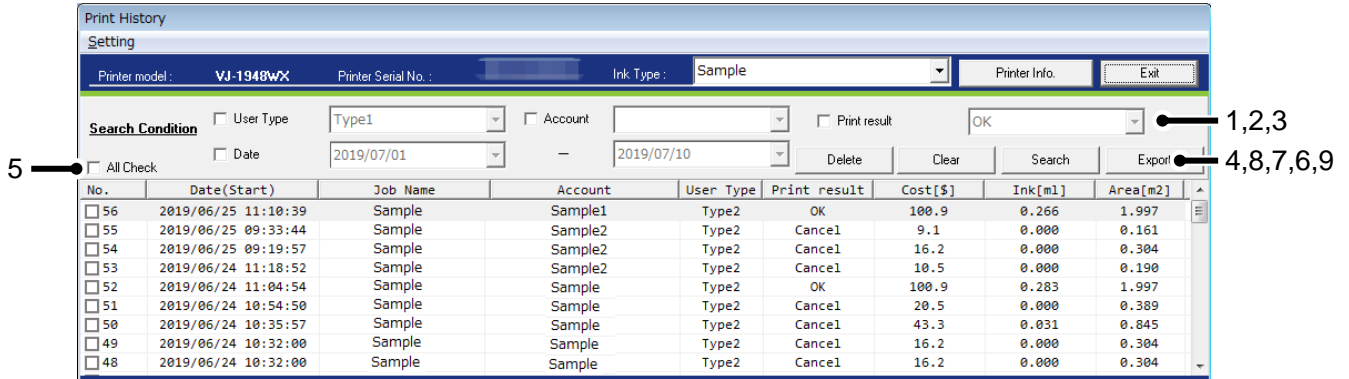 Print History
Setting
Printer model : VJ-1948WX Printer Serial No. : Ink Type : Sample Printer Info. Exit
Search Condition User Type Type1 Account Print result OK 1,2,3
Date 2019/07/01 — 2019/07/10 Delete Clear Search Export 4,8,7,6,9
5 All Check
No. Date(Start) Job Name Account User Type Print result Cost[$] Ink[ml] Area[m2]
56 2019/06/25 11:10:39 Sample Sample1 Type2 OK 100.9 0.266 1.997
55 2019/06/25 09:33:44 Sample Sample2 Type2 Cancel 9.1 0.000 0.161
54 2019/06/25 09:19:57 Sample Sample2 Type2 Cancel 16.2 0.000 0.304
53 2019/06/24 11:18:52 Sample Sample2 Type2 Cancel 10.5 0.000 0.190
52 2019/06/24 11:04:54 Sample Sample Type2 OK 100.9 0.283 1.997
51 2019/06/24 10:54:50 Sample Sample Type2 Cancel 20.5 0.000 0.389
50 2019/06/24 10:35:57 Sample Sample Type2 Cancel 43.3 0.031 0.845
49 2019/06/24 10:32:00 Sample Sample Type2 Cancel 16.2 0.000 0.304
48 2019/06/24 10:32:00 Sample Sample Type2 Cancel 16.2 0.000 0.304